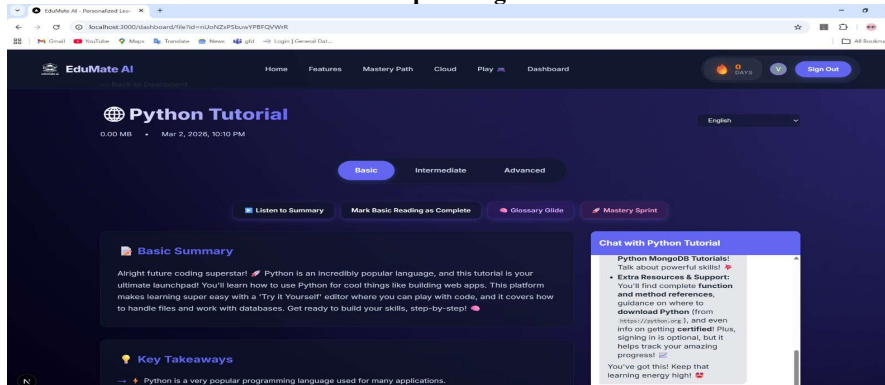 EduMate AI - Personalized Lea
localhost:3000/dashboard/file?id=nUoNZxPSbuwYPBFQVWrR
Gmail YouTube Maps Translate News gfd Login | General Dat... All Bookma
EduMate AI Home Features Mastery Path Cloud Play Dashboard 0 DAYS V Sign Out
Back to Dashboard
Python Tutorial
0.00 MB • Mar 2, 2026, 10:10 PM
English
Basic Intermediate Advanced
Listen to Summary Mark Basic Reading as Complete Glossary Glide Mastery Sprint
Basic Summary
Alright future coding superstar! 🚀 Python is an incredibly popular language, and this tutorial is your
ultimate launchpad! You'll learn how to use Python for cool things like building web apps. This platform
makes learning super easy with a 'Try it Yourself' editor where you can play with code, and it covers how
to handle files and work with databases. Get ready to build your skills, step-by-step! 🧠
Key Takeaways
→ Python is a very popular programming language used for many applications.
Chat with Python Tutorial
Python MongoDB Tutorials!
Talk about powerful skills!
• Extra Resources & Support:
You'll find complete function
and method references,
guidance on where to
download Python (from
https://python.org ), and even
info on getting certified! Plus,
signing in is optional, but it
helps track your amazing
progress!
You've got this! Keep that
learning energy high!
N